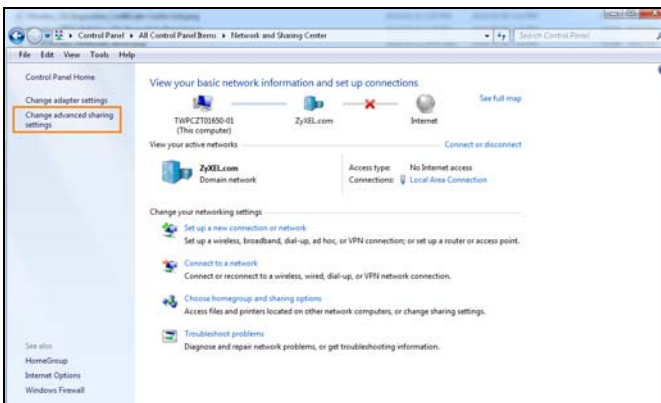 Control Panel ▸ All Control Panel Items ▸ Network and Sharing Center
Search Control Panel
File Edit View Tools Help
Control Panel Home
Change adapter settings
Change advanced sharing
settings
See also
HomeGroup
Internet Options
Windows Firewall
View your basic network information and set up connections
See full map
TWPCZT01650-01
(This computer)
ZyXEL.com
Internet
View your active networks
Connect or disconnect
ZyXEL.com
Domain network
Access type: No Internet access
Connections: Local Area Connection
Change your networking settings
Set up a new connection or network
Set up a wireless, broadband, dial-up, ad hoc, or VPN connection; or set up a router or access point.
Connect to a network
Connect or reconnect to a wireless, wired, dial-up, or VPN network connection.
Choose homegroup and sharing options
Access files and printers located on other network computers, or change sharing settings.
Troubleshoot problems
Diagnose and repair network problems, or get troubleshooting information.